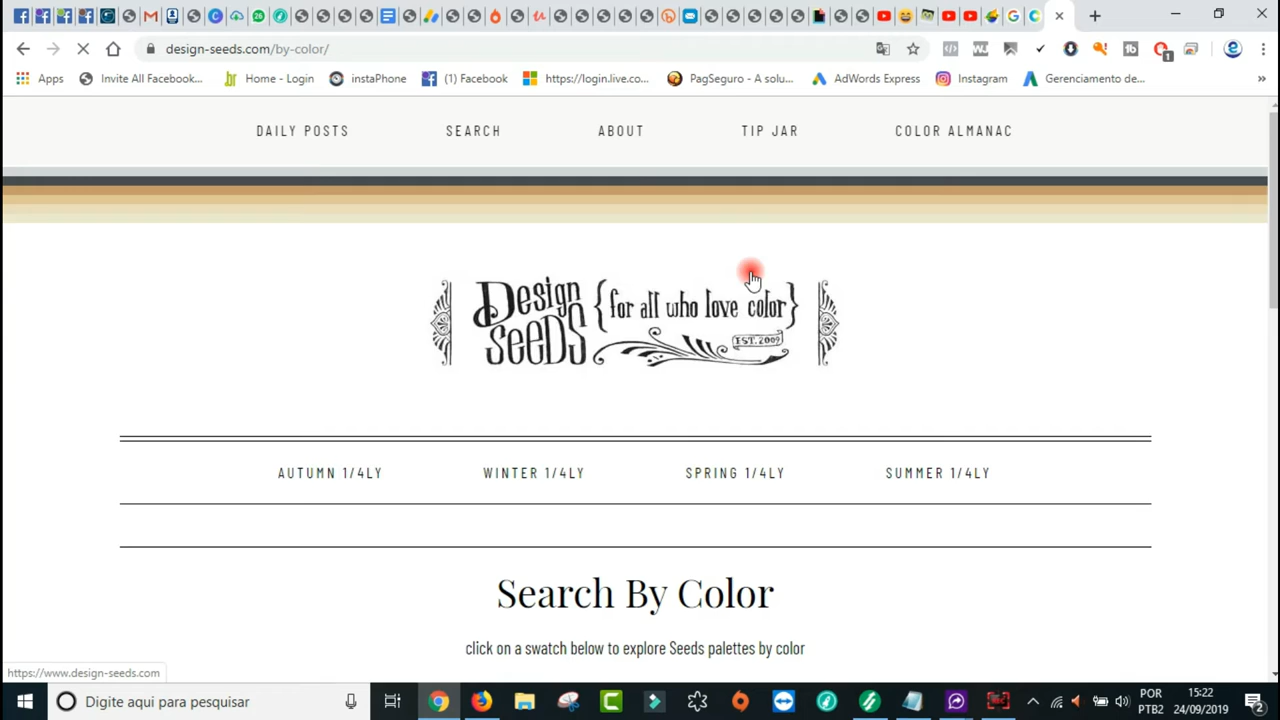 26
design-seeds.com/by-color/
1
Apps
Invite All Facebook...
Home - Login
instaPhone
(1) Facebook
https://login.live.co...
PagSeguro - A solu...
AdWords Express
Instagram
Gerenciamento de...
»
DAILY POSTS
SEARCH
ABOUT
TIP JAR
COLOR ALMANAC
Design Seeds {for all who love color}
EST. 2009
AUTUMN 1/4LY
WINTER 1/4LY
SPRING 1/4LY
SUMMER 1/4LY
Search By Color
click on a swatch below to explore Seeds palettes by color
https://www.design-seeds.com
Digite aqui para pesquisar
POR
PTB2
15:22
24/09/2019
2